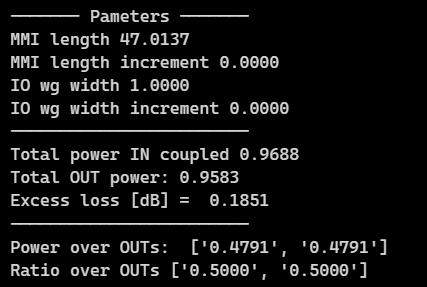 ─────── Pameters ───────
MMI length 47.0137
MMI length increment 0.0000
IO wg width 1.0000
IO wg width increment 0.0000
────────────────────────
Total power IN coupled 0.9688
Total OUT power: 0.9583
Excess loss [dB] =  0.1851
────────────────────────
Power over OUTs:  ['0.4791', '0.4791']
Ratio over OUTs ['0.5000', '0.5000']